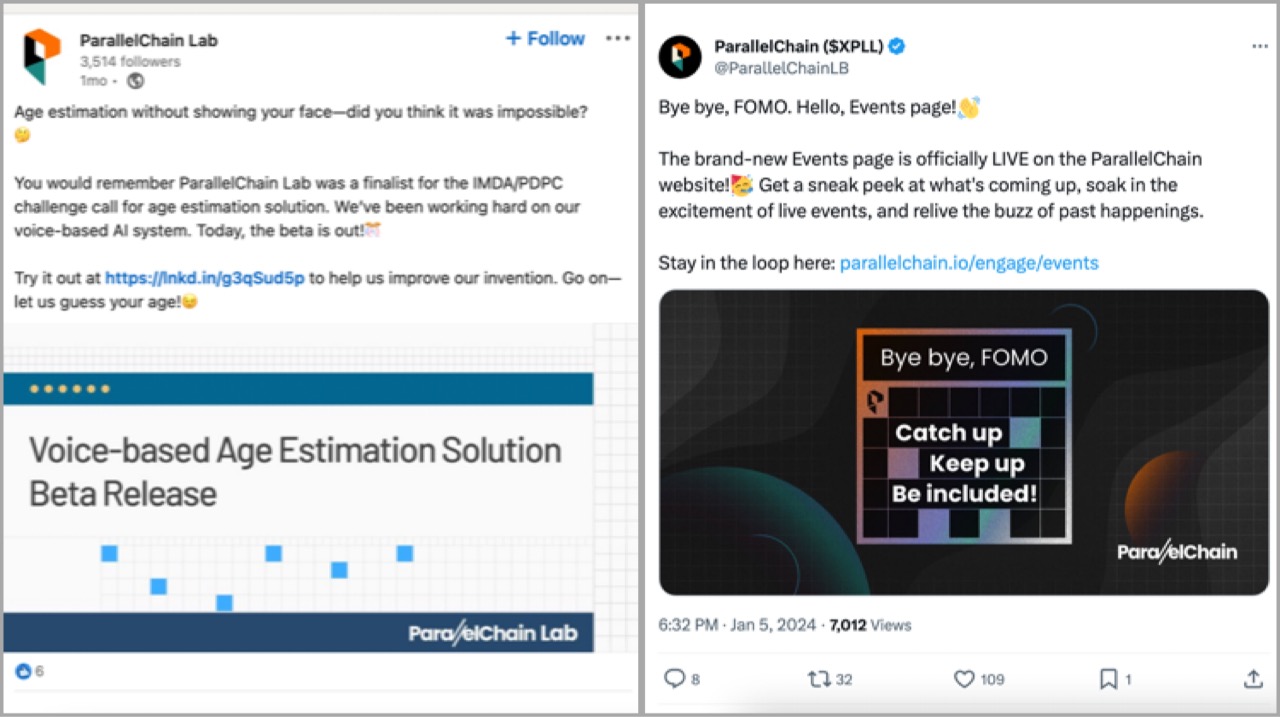 ParallelChain Lab
+ Follow
3,514 followers
1mo •
Age estimation without showing your face—did you think it was impossible?
🤔
You would remember ParallelChain Lab was a finalist for the IMDA/PDPC
challenge call for age estimation solution. We've been working hard on our
voice-based AI system. Today, the beta is out!🎊
Try it out at https://lnkd.in/g3qSud5p to help us improve our invention. Go on—
let us guess your age!😉
Voice-based Age Estimation Solution
Beta Release
ParallelChain Lab
6
ParallelChain ($XPLL)
@ParallelChainLB
Bye bye, FOMO. Hello, Events page!👋
The brand-new Events page is officially LIVE on the ParallelChain
website!🥳 Get a sneak peek at what's coming up, soak in the
excitement of live events, and relive the buzz of past happenings.
Stay in the loop here: parallelchain.io/engage/events
Bye bye, FOMO
Catch up
Keep up
Be included!
ParallelChain
6:32 PM · Jan 5, 2024 · 7,012 Views
8 32 109 1